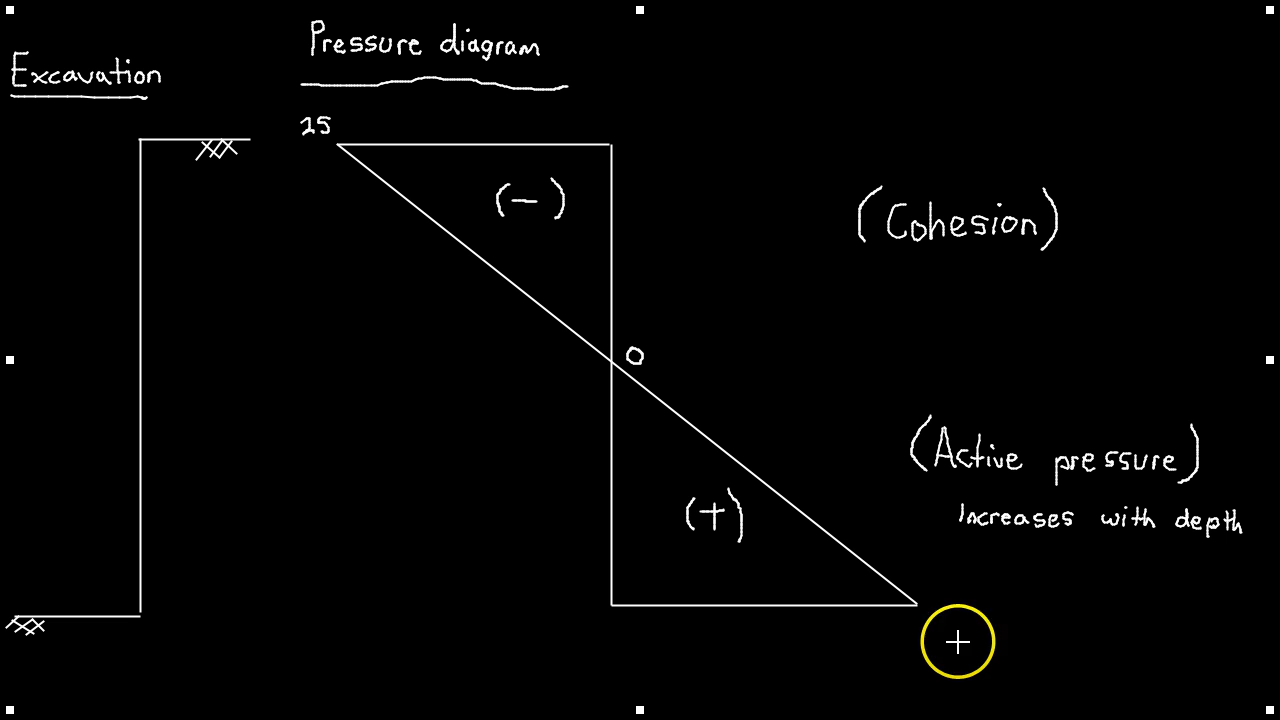 Pressure diagram
Excavation
25
(-)
(Cohesion)
0
(Active pressure)
Increases with depth
(+)